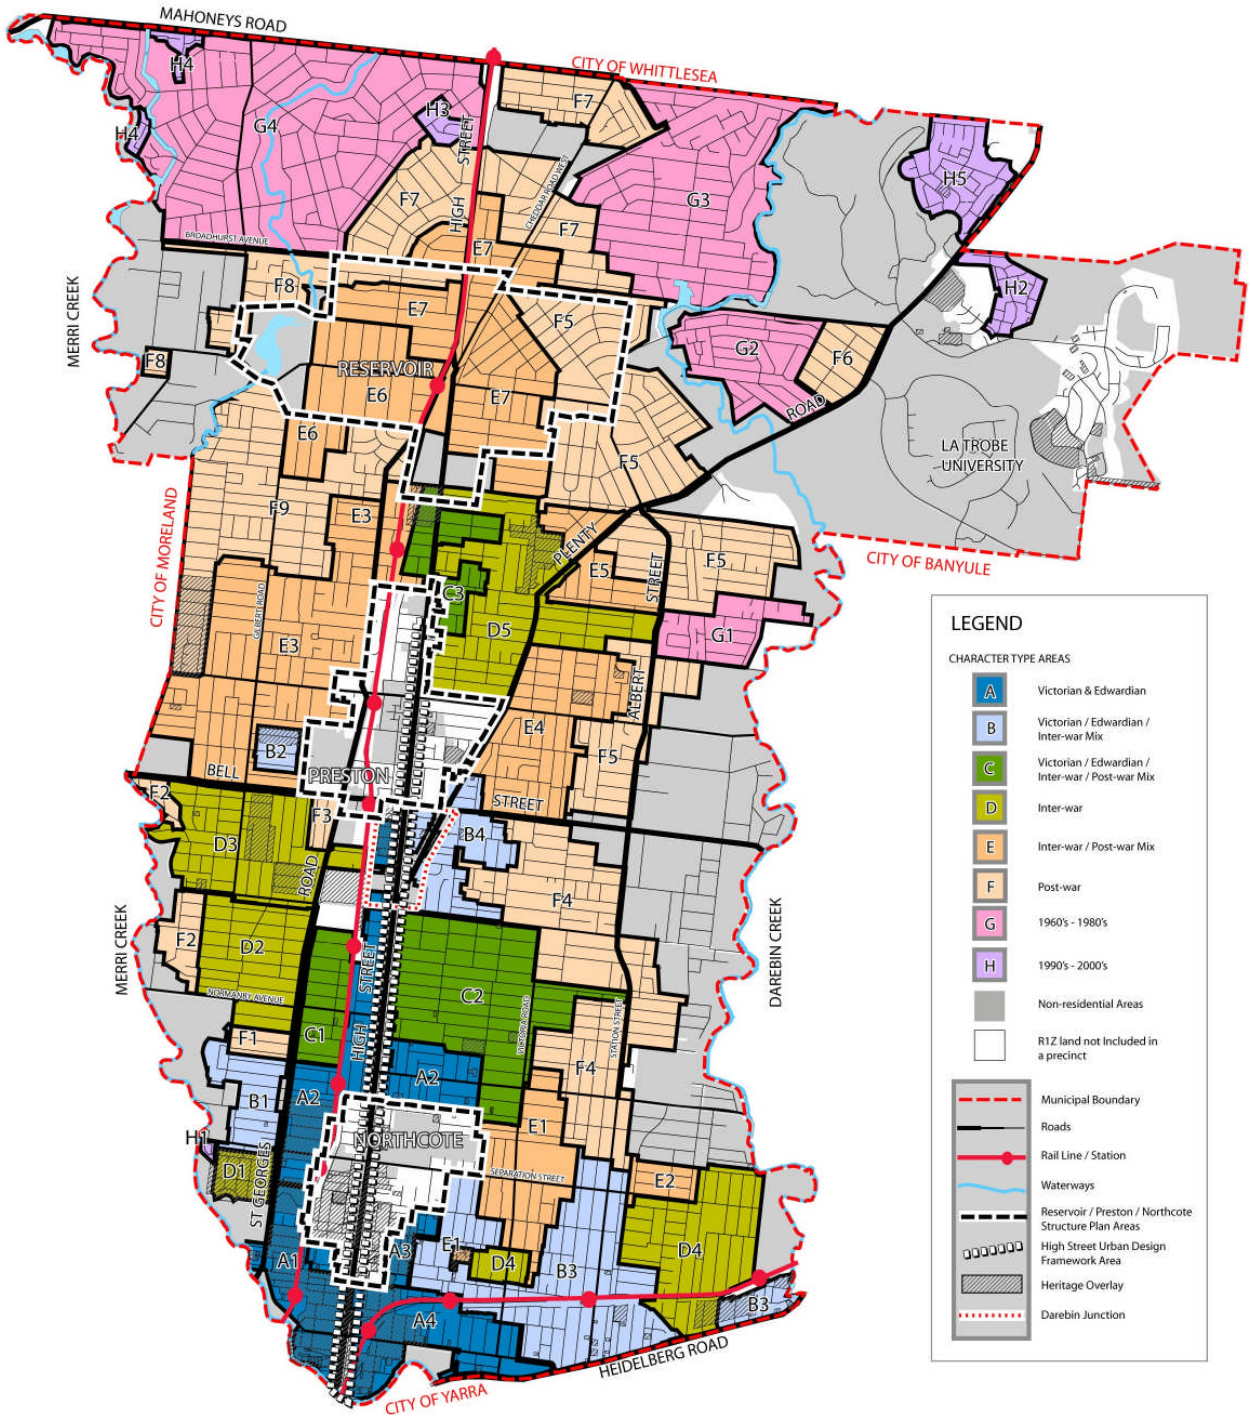 MAHONEYS ROAD
CITY OF WHITTLESEA
H4
H4
G4
H3
STREET
HIGH
F7
CHEDDAR ROAD WEST
G3
H5
F7
F7
E7
BROADHURST AVENUE
H2
MERRI CREEK
F8
E7
F5
F8
RESERVOIR
G2
F6
E6
E7
ROAD
E6
F5
LA TROBE
UNIVERSITY
CITY OF MORELAND
F9
E3
PLENTY
STREET
F5
CITY OF BANYULE
E5
C3
GILBERT ROAD
E3
D5
G1
ALBERT
B2
E4
F5
BELL
PRESTON
STREET
F2
F3
D3
B4
ROAD
F4
MERRI CREEK
DAREBIN CREEK
F2
D2
STREET
NORMANBY AVENUE
C2
VICTORIA ROAD
STATION STREET
F1
C1
HIGH
F4
B1
A2
A2
H1
NORTHCOTE
E1
D1
ST GEORGES
SEPARATION STREET
E2
A1
A3
E1
D4
B3
D4
B3
A4
HEIDELBERG ROAD
CITY OF YARRA
LEGEND
CHARACTER TYPE AREAS
A
Victorian & Edwardian
B
Victorian / Edwardian /
Inter-war Mix
C
Victorian / Edwardian /
Inter-war / Post-war Mix
D
Inter-war
E
Inter-war / Post-war Mix
F
Post-war
G
1960's - 1980's
H
1990's - 2000's
Non-residential Areas
R1Z land not Included in
a precinct
Municipal Boundary
Roads
Rail Line / Station
Waterways
Reservoir / Preston / Northcote
Structure Plan Areas
High Street Urban Design
Framework Area
Heritage Overlay
Darebin Junction